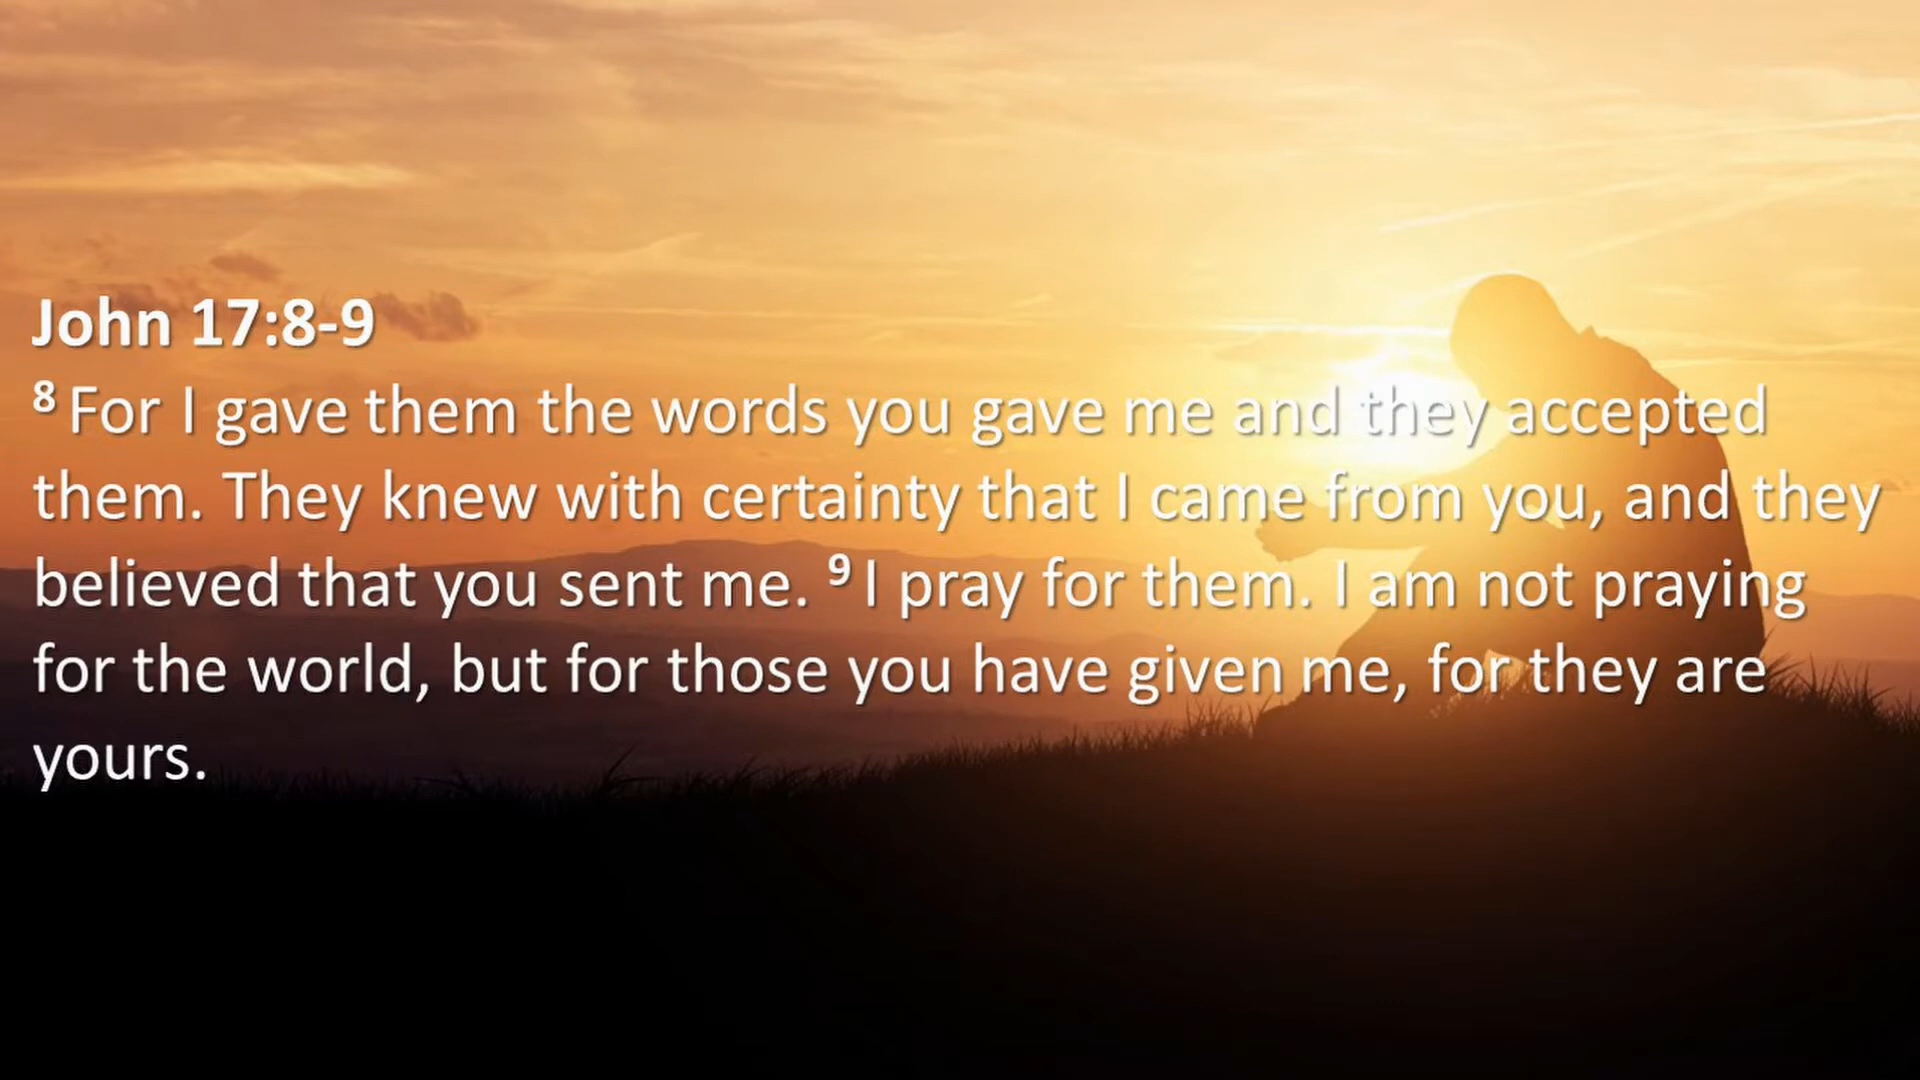 John 17:8-9
8 For I gave them the words you gave me and they accepted
them. They knew with certainty that I came from you, and they
believed that you sent me. 9 I pray for them. I am not praying
for the world, but for those you have given me, for they are
yours.